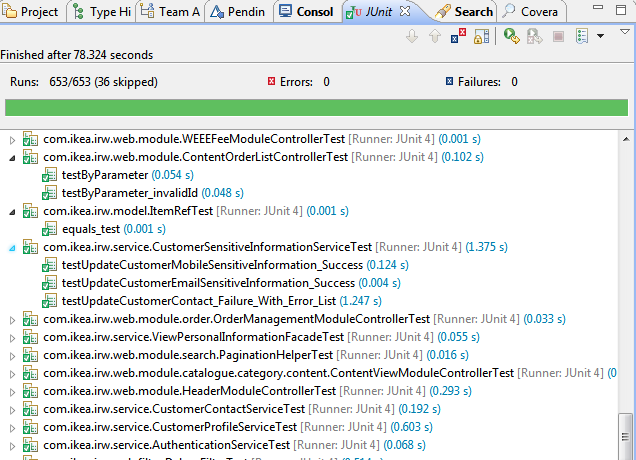 Project Type Hi Team A Pendin Consol JUnit Search Covera
Finished after 78.324 seconds
Runs: 653/653 (36 skipped) Errors: 0 Failures: 0
com.ikea.irw.web.module.WEEEFeeModuleControllerTest [Runner: JUnit 4] (0.001 s)
com.ikea.irw.web.module.ContentOrderListControllerTest [Runner: JUnit 4] (0.102 s)
testByParameter (0.054 s)
testByParameter_invalidId (0.048 s)
com.ikea.irw.model.ItemRefTest [Runner: JUnit 4] (0.001 s)
equals_test (0.001 s)
com.ikea.irw.service.CustomerSensitiveInformationServiceTest [Runner: JUnit 4] (1.375 s)
testUpdateCustomerMobileSensitiveInformation_Success (0.124 s)
testUpdateCustomerEmailSensitiveInformation_Success (0.004 s)
testUpdateCustomerContact_Failure_With_Error_List (1.247 s)
com.ikea.irw.web.module.order.OrderManagementModuleControllerTest [Runner: JUnit 4] (0.033 s)
com.ikea.irw.service.ViewPersonalInformationFacadeTest [Runner: JUnit 4] (0.055 s)
com.ikea.irw.web.module.search.PaginationHelperTest [Runner: JUnit 4] (0.016 s)
com.ikea.irw.web.module.catalogue.category.content.ContentViewModuleControllerTest [Runner: JUnit 4] (0
com.ikea.irw.web.module.HeaderModuleControllerTest [Runner: JUnit 4] (0.293 s)
com.ikea.irw.service.CustomerContactServiceTest [Runner: JUnit 4] (0.192 s)
com.ikea.irw.service.CustomerProfileServiceTest [Runner: JUnit 4] (0.603 s)
com.ikea.irw.service.AuthenticationServiceTest [Runner: JUnit 4] (0.068 s)